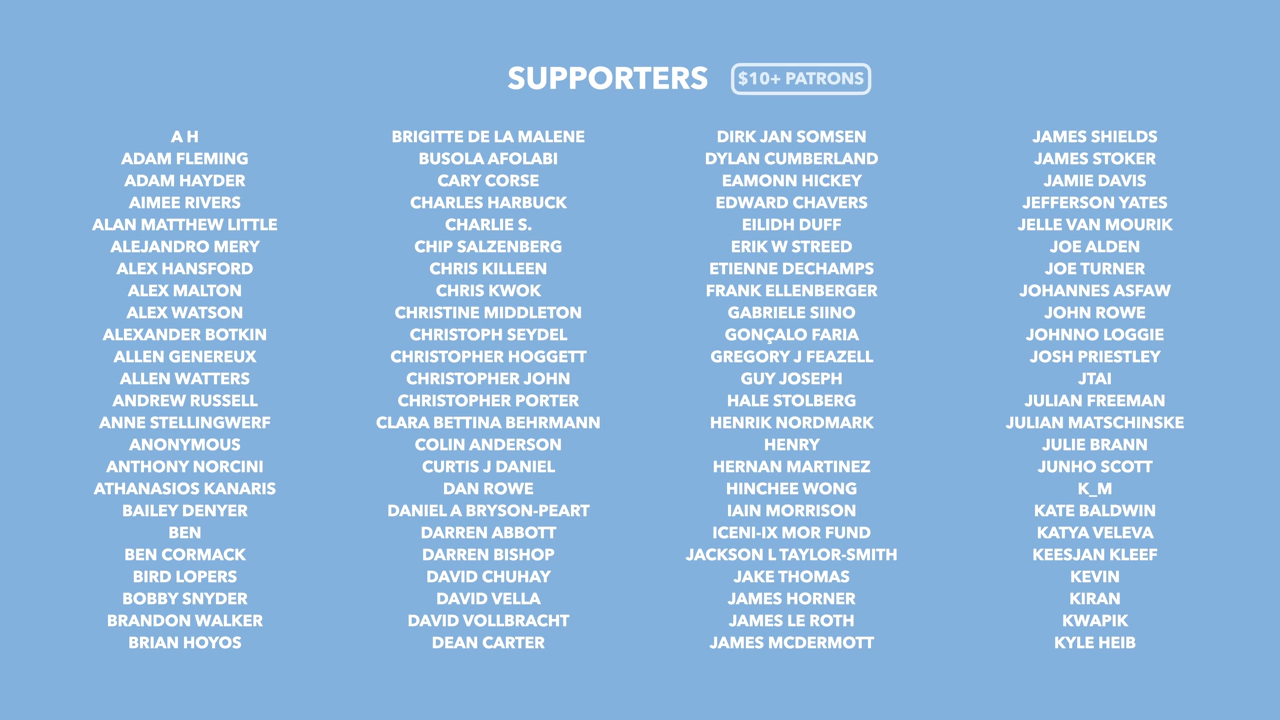 SUPPORTERS $10+ PATRONS
A H
ADAM FLEMING
ADAM HAYDER
AIMEE RIVERS
ALAN MATTHEW LITTLE
ALEJANDRO MERY
ALEX HANSFORD
ALEX MALTON
ALEX WATSON
ALEXANDER BOTKIN
ALLEN GENEREUX
ALLEN WATTERS
ANDREW RUSSELL
ANNE STELLINGWERF
ANONYMOUS
ANTHONY NORCINI
ATHANASIOS KANARIS
BAILEY DENYER
BEN
BEN CORMACK
BIRD LOPERS
BOBBY SNYDER
BRANDON WALKER
BRIAN HOYOS
BRIGITTE DE LA MALENE
BUSOLA AFOLABI
CARY CORSE
CHARLES HARBUCK
CHARLIE S.
CHIP SALZENBERG
CHRIS KILLEEN
CHRIS KWOK
CHRISTINE MIDDLETON
CHRISTOPH SEYDEL
CHRISTOPHER HOGGETT
CHRISTOPHER JOHN
CHRISTOPHER PORTER
CLARA BETTINA BEHRMANN
COLIN ANDERSON
CURTIS J DANIEL
DAN ROWE
DANIEL A BRYSON-PEART
DARREN ABBOTT
DARREN BISHOP
DAVID CHUHAY
DAVID VELLA
DAVID VOLLBRACHT
DEAN CARTER
DIRK JAN SOMSEN
DYLAN CUMBERLAND
EAMONN HICKEY
EDWARD CHAVERS
EILIDH DUFF
ERIK W STREED
ETIENNE DECHAMPS
FRANK ELLENBERGER
GABRIELE SIINO
GONÇALO FARIA
GREGORY J FEAZELL
GUY JOSEPH
HALE STOLBERG
HENRIK NORDMARK
HENRY
HERNAN MARTINEZ
HINCHEE WONG
IAIN MORRISON
ICENI-IX MOR FUND
JACKSON L TAYLOR-SMITH
JAKE THOMAS
JAMES HORNER
JAMES LE ROTH
JAMES MCDERMOTT
JAMES SHIELDS
JAMES STOKER
JAMIE DAVIS
JEFFERSON YATES
JELLE VAN MOURIK
JOE ALDEN
JOE TURNER
JOHANNES ASFAW
JOHN ROWE
JOHNNO LOGGIE
JOSH PRIESTLEY
JTAI
JULIAN FREEMAN
JULIAN MATSCHINSKE
JULIE BRANN
JUNHO SCOTT
K_M
KATE BALDWIN
KATYA VELEVA
KEESJAN KLEEF
KEVIN
KIRAN
KWAPIK
KYLE HEIB